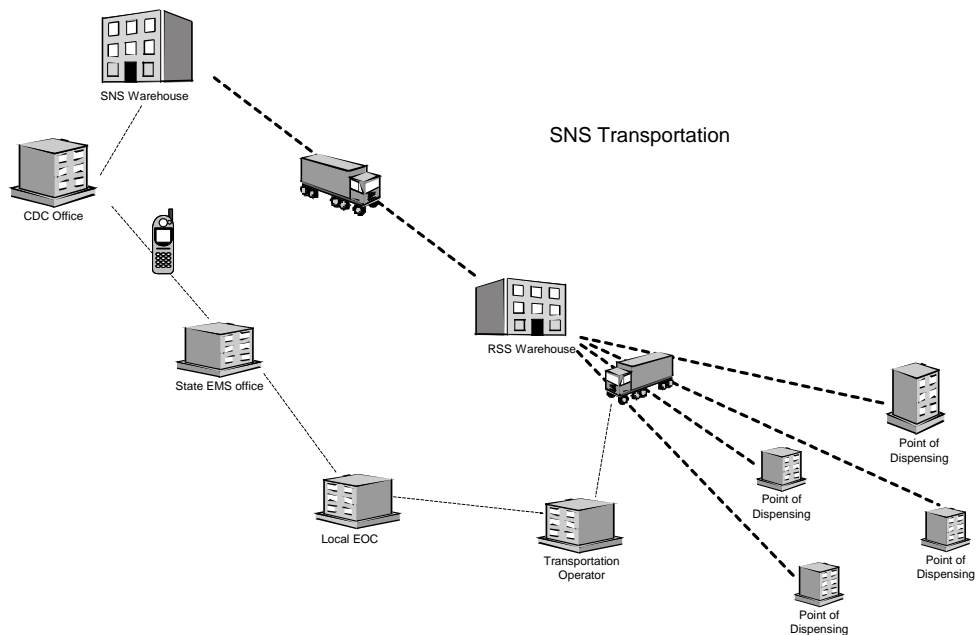 SNS Warehouse
SNS Transportation
CDC Office
RSS Warehouse
State EMS office
Point of
Dispensing
Point of
Dispensing
Local EOC
Transportation
Operator
Point of
Dispensing
Point of
Dispensing